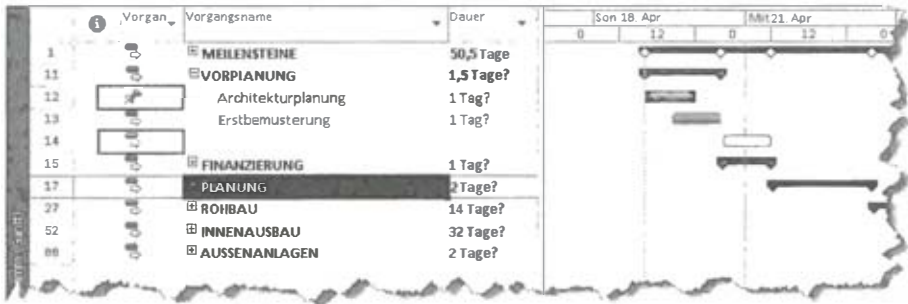 Vorgan Vorgangsname Dauer Son 18. Apr Mit 21. Apr
0 12 0 12 0
1 MEILENSTEINE 50,5 Tage
11 VORPLANUNG 1,5 Tage?
12 Architekturplanung 1 Tag?
13 Erstbemusterung 1 Tag?
14
15 FINANZIERUNG 1 Tag?
17 PLANUNG 2 Tage?
27 ROHBAU 14 Tage?
52 INNENAUSBAU 32 Tage?
AUSSENANLAGEN 2 Tage?